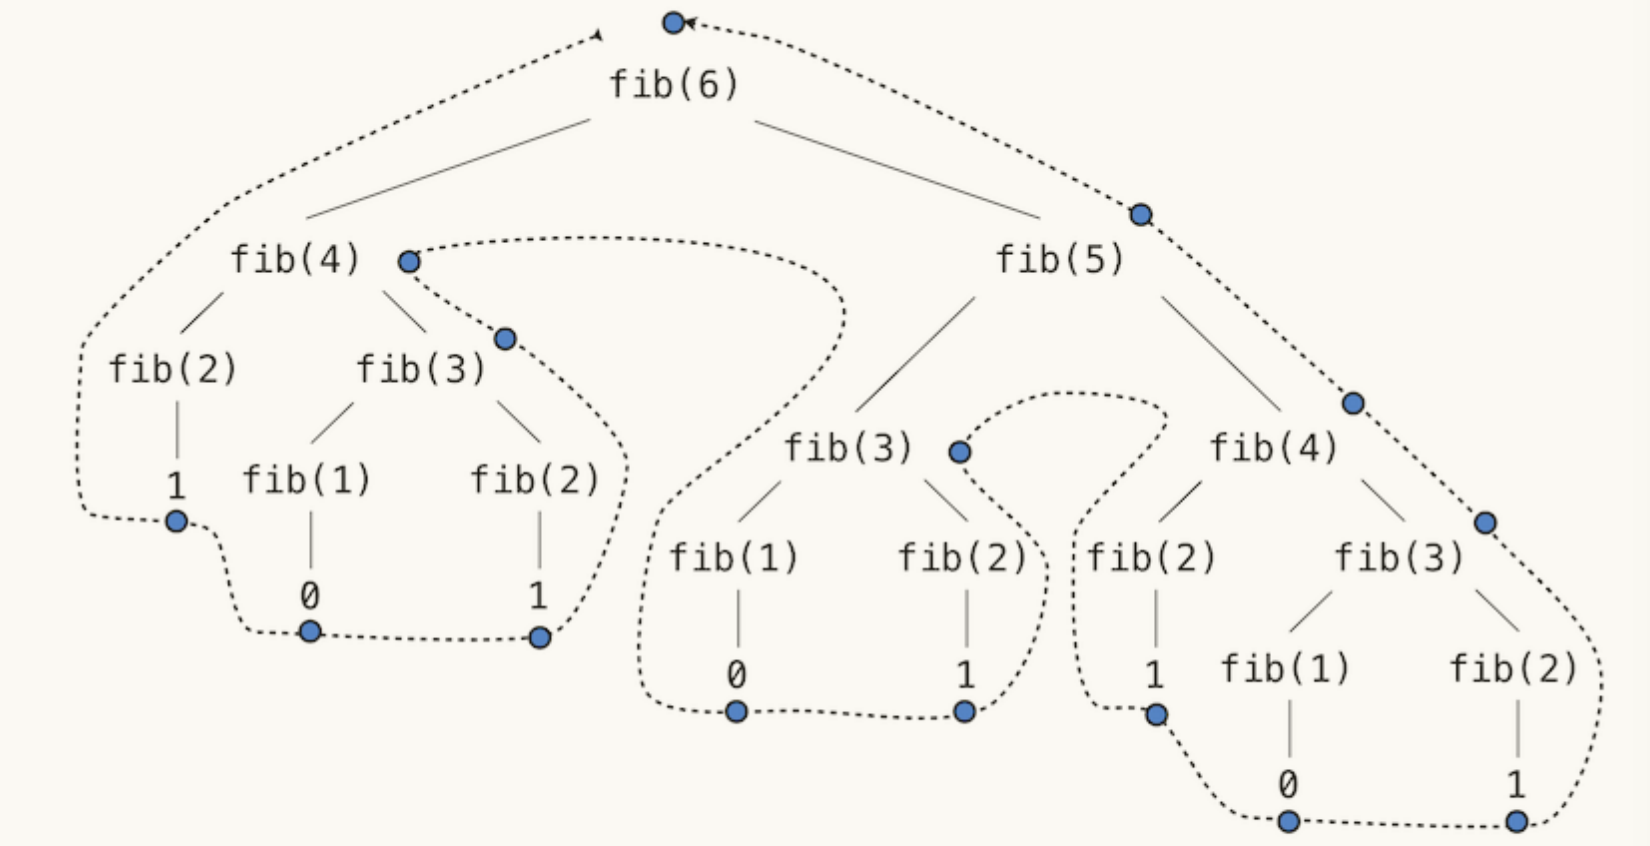 fib(6)
fib(4) fib(5)
fib(2) fib(3)
fib(3) fib(4)
fib(1) fib(2)
1
fib(1) fib(2) fib(2) fib(3)
0 1
0 1 1 fib(1) fib(2)
0 1